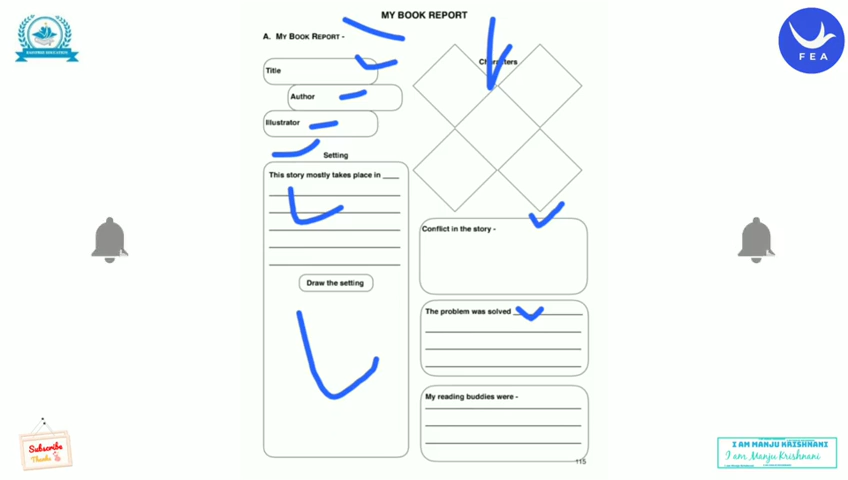 MY BOOK REPORT
A. MY BOOK REPORT -
Title
Author
Illustrator
Setting
This story mostly takes place in ____
Draw the setting
Characters
Conflict in the story -
The problem was solved ____
My reading buddies were -
115
FEA
Subscribe
Thanks
I AM MANJU KRISHNANI
I am Manju Krishnani